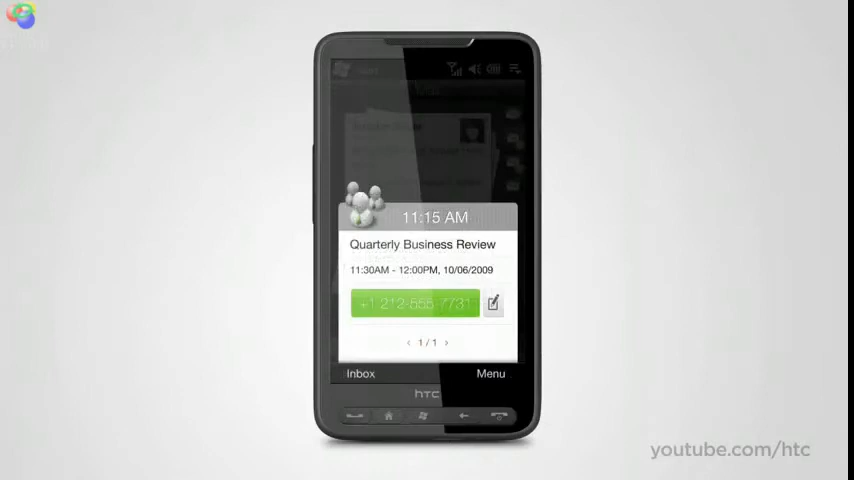 11:15 AM
Quarterly Business Review
11:30AM - 12:00PM, 10/06/2009
+1 212-555 7731
‹ 1 / 1 ›
Inbox
Menu
hTC
youtube.com/htc